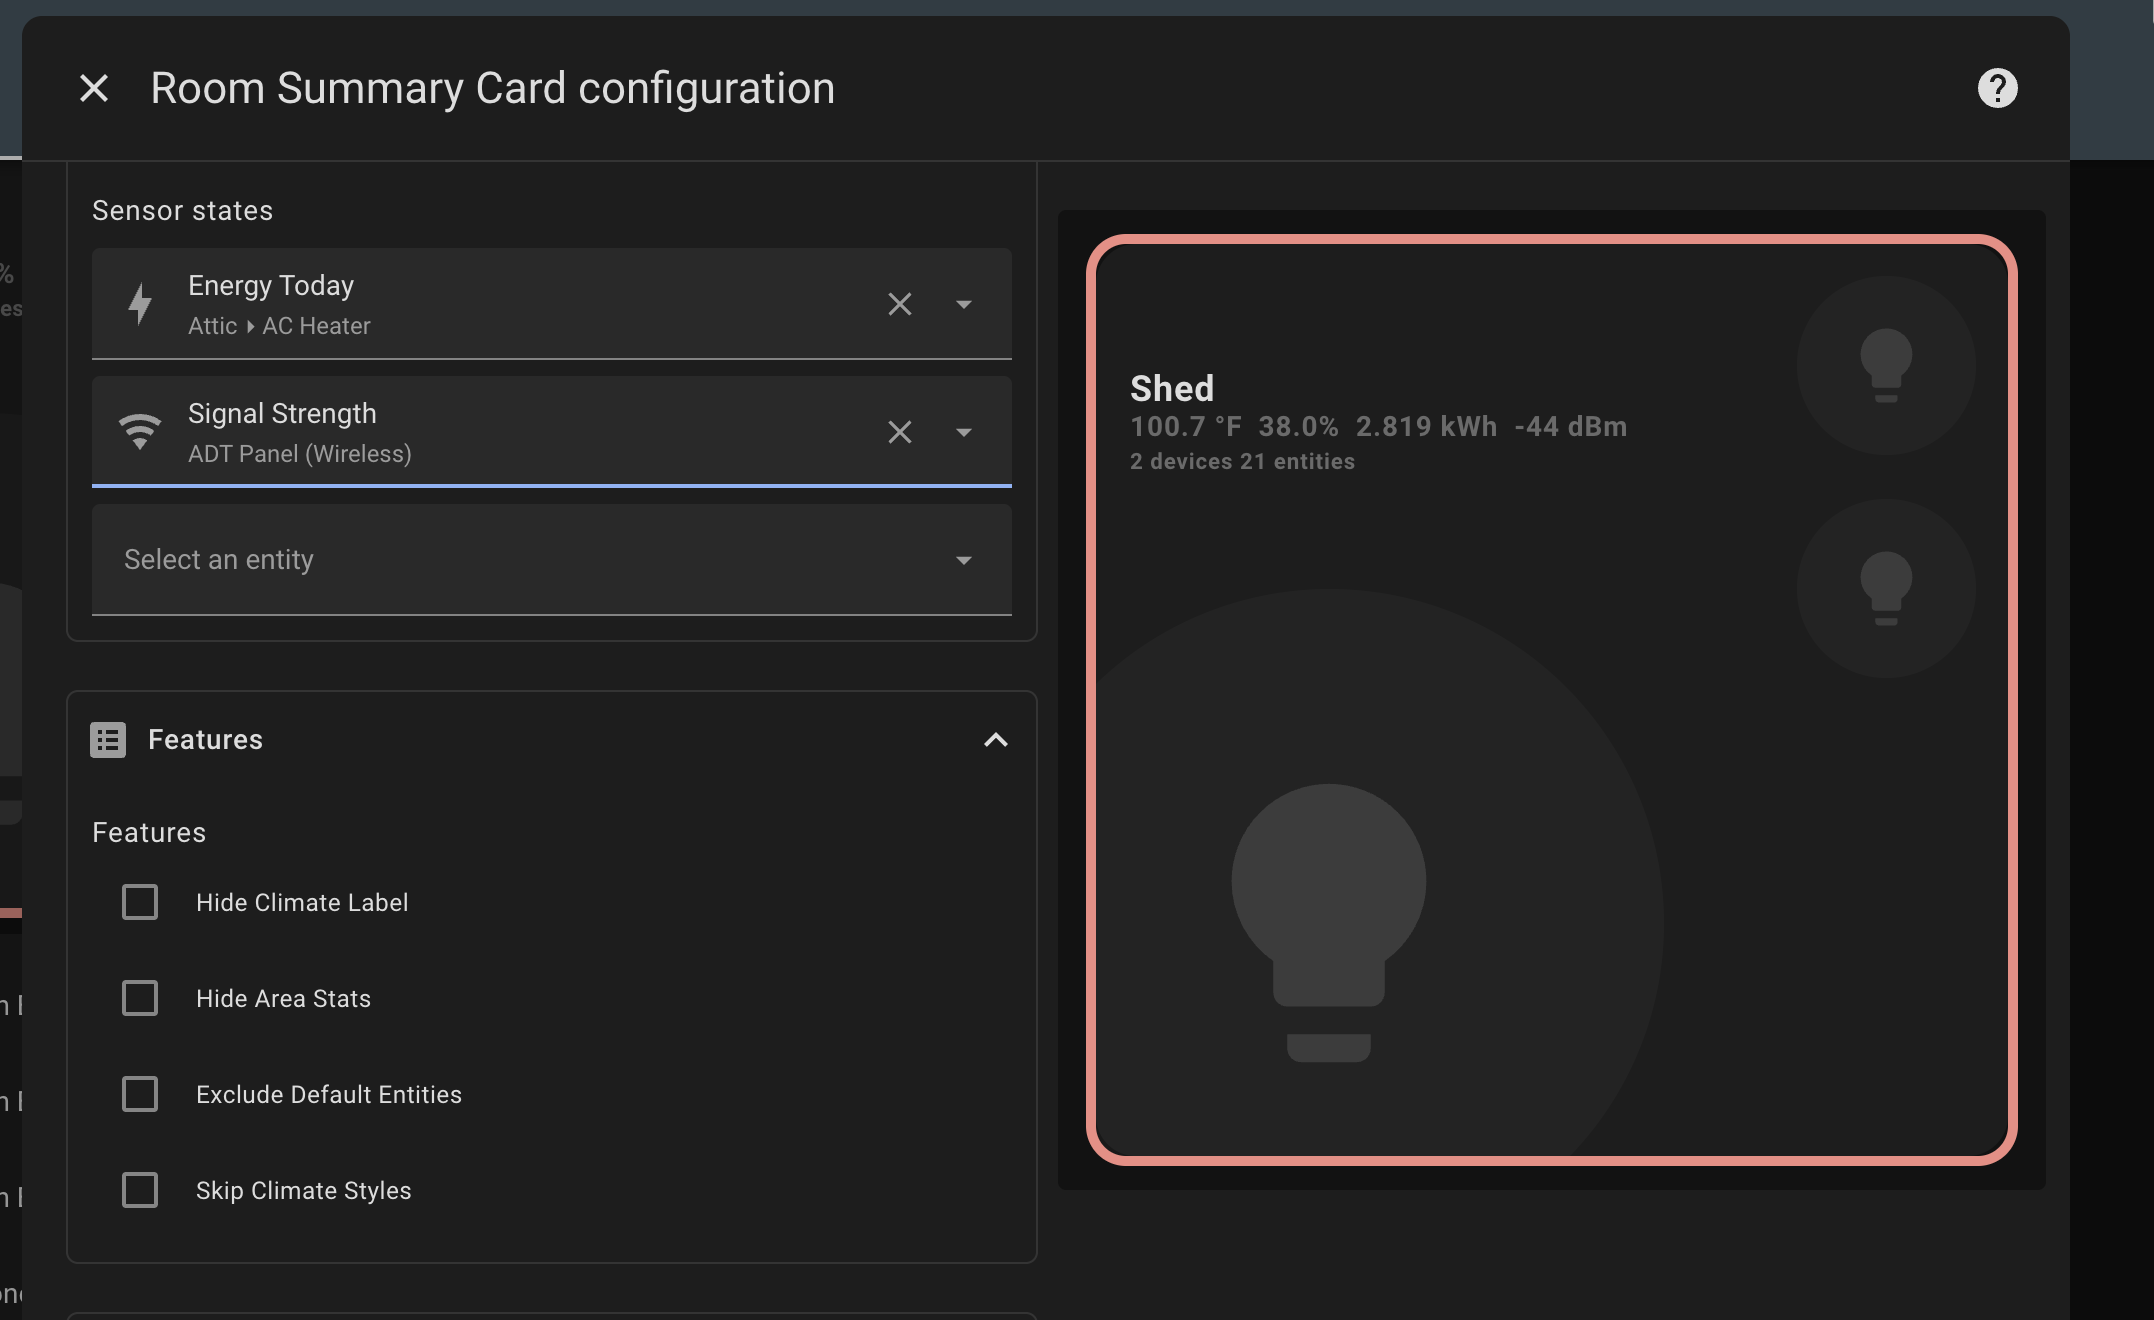 Room Summary Card configuration
Sensor states
Energy Today
Attic ▸ AC Heater
Signal Strength
ADT Panel (Wireless)
Select an entity
Features
Features
Hide Climate Label
Hide Area Stats
Exclude Default Entities
Skip Climate Styles
Shed
100.7 °F 38.0% 2.819 kWh -44 dBm
2 devices 21 entities
%
es